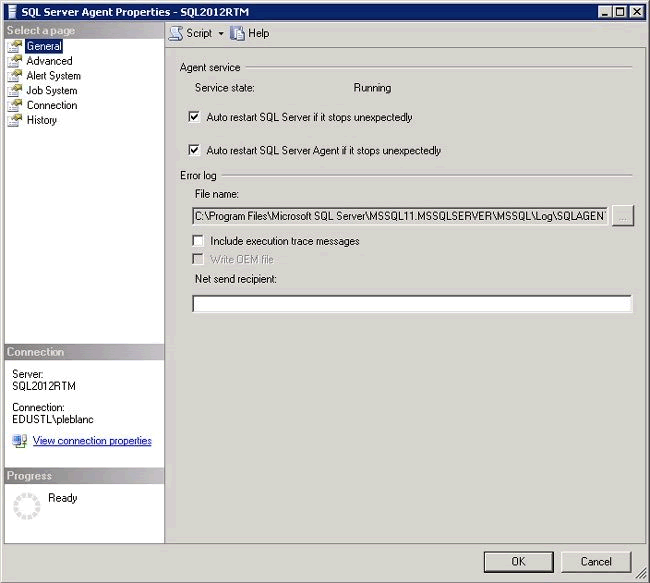 SQL Server Agent Properties - SQL2012RTM
Select a page
General
Advanced
Alert System
Job System
Connection
History
Script
Help
Agent service
Service state: Running
Auto restart SQL Server if it stops unexpectedly
Auto restart SQL Server Agent if it stops unexpectedly
Error log
File name:
C:\Program Files\Microsoft SQL Server\MSSQL11.MSSQLSERVER\MSSQL\Log\SQLAGENT
...
Include execution trace messages
Write OEM file
Net send recipient:
Connection
Server:
SQL2012RTM
Connection:
EDUSTL\pleblanc
View connection properties
Progress
Ready
OK
Cancel